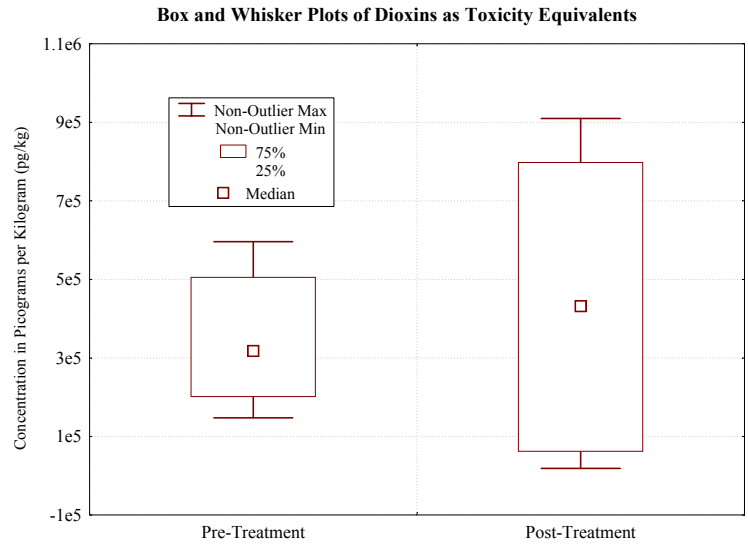 Box and Whisker Plots of Dioxins as Toxicity Equivalents
Concentration in Picograms per Kilogram (pg/kg)
1.1e6
9e5
7e5
5e5
3e5
1e5
-1e5
Non-Outlier Max
Non-Outlier Min
75%
25%
Median
Pre-Treatment
Post-Treatment